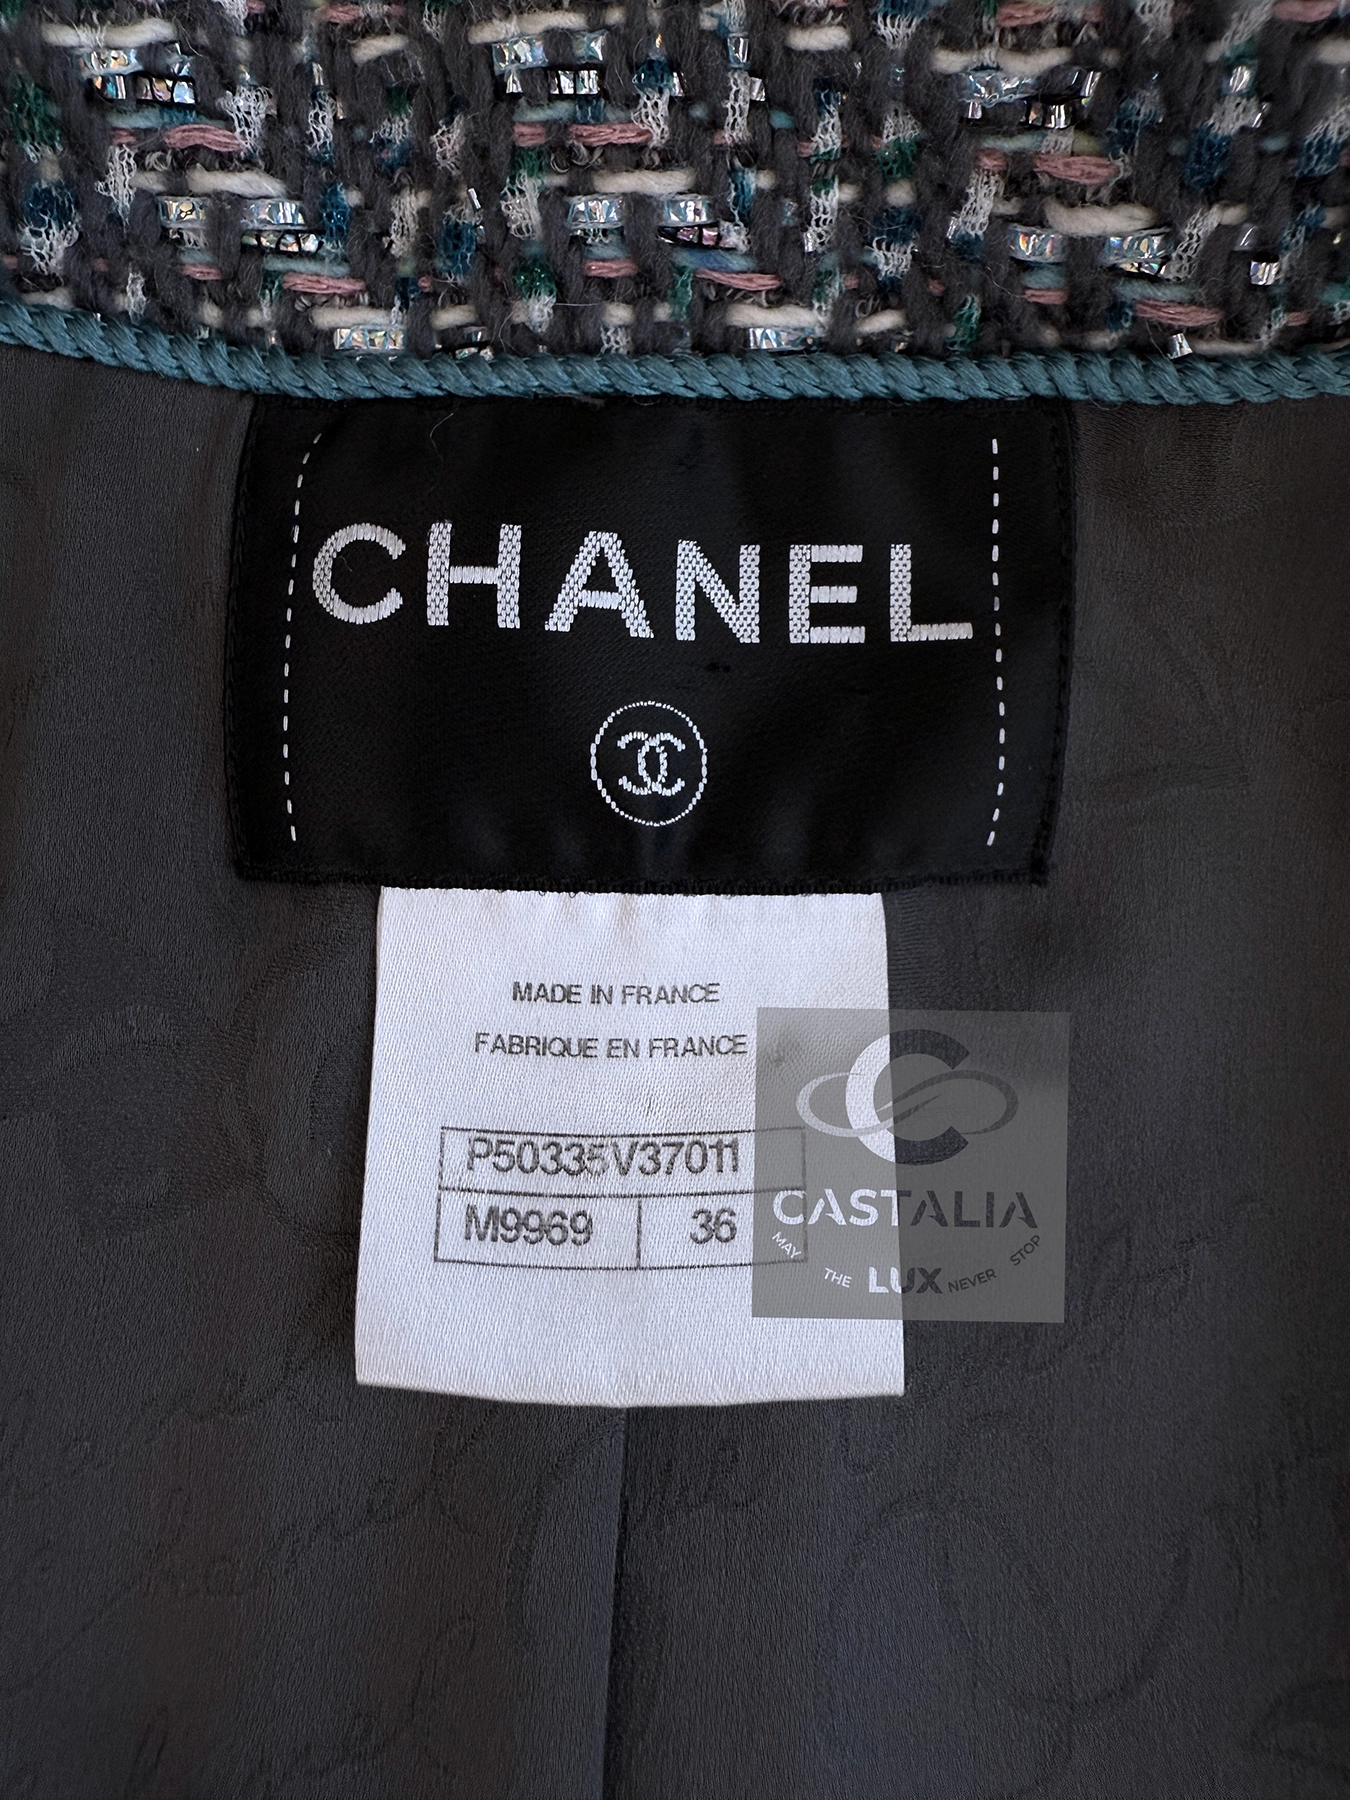 CHANEL
MADE IN FRANCE
FABRIQUE EN FRANCE
P50335V37011
M9969 36
CASTALIA
MAY THE LUX NEVER STOP